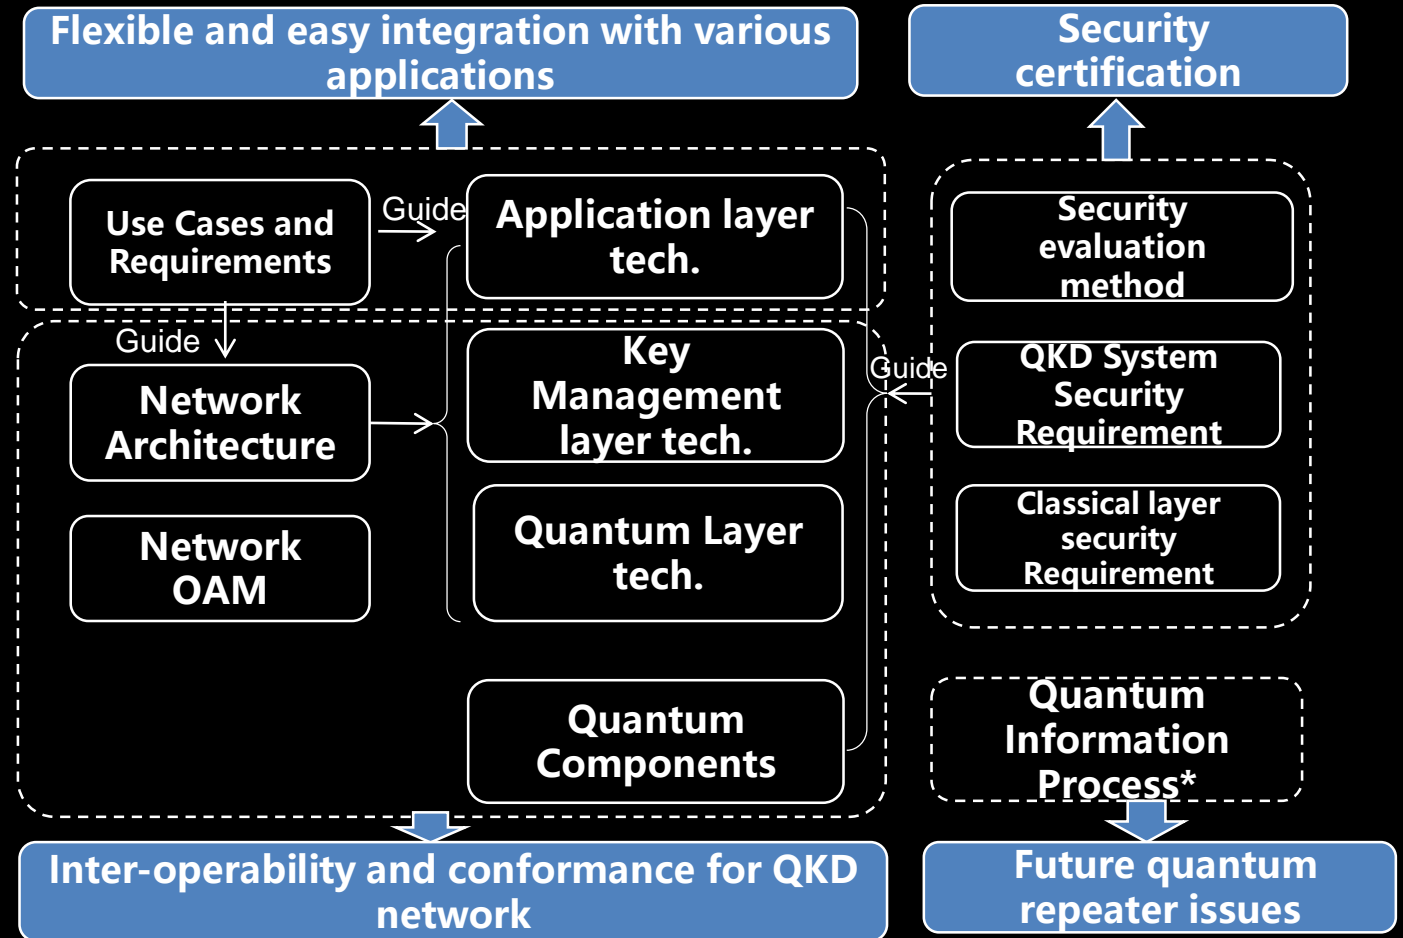 Flexible and easy integration with various
applications
Security
certification
Use Cases and
Requirements
Guide
Application layer
tech.
Security
evaluation
method
Guide
Network
Architecture
Key
Management
layer tech.
Guide
QKD System
Security
Requirement
Network
OAM
Quantum Layer
tech.
Classical layer
security
Requirement
Quantum
Components
Quantum
Information
Process*
Inter-operability and conformance for QKD
network
Future quantum
repeater issues